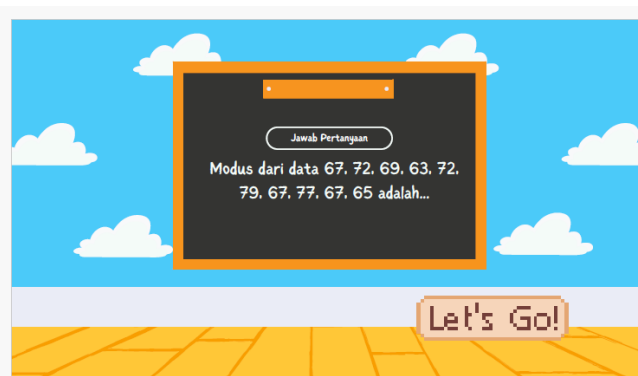 Jawab Pertanyaan
Modus dari data 67, 72, 69, 63, 72,
79, 67, 77, 67, 65 adalah...
Let's Go!